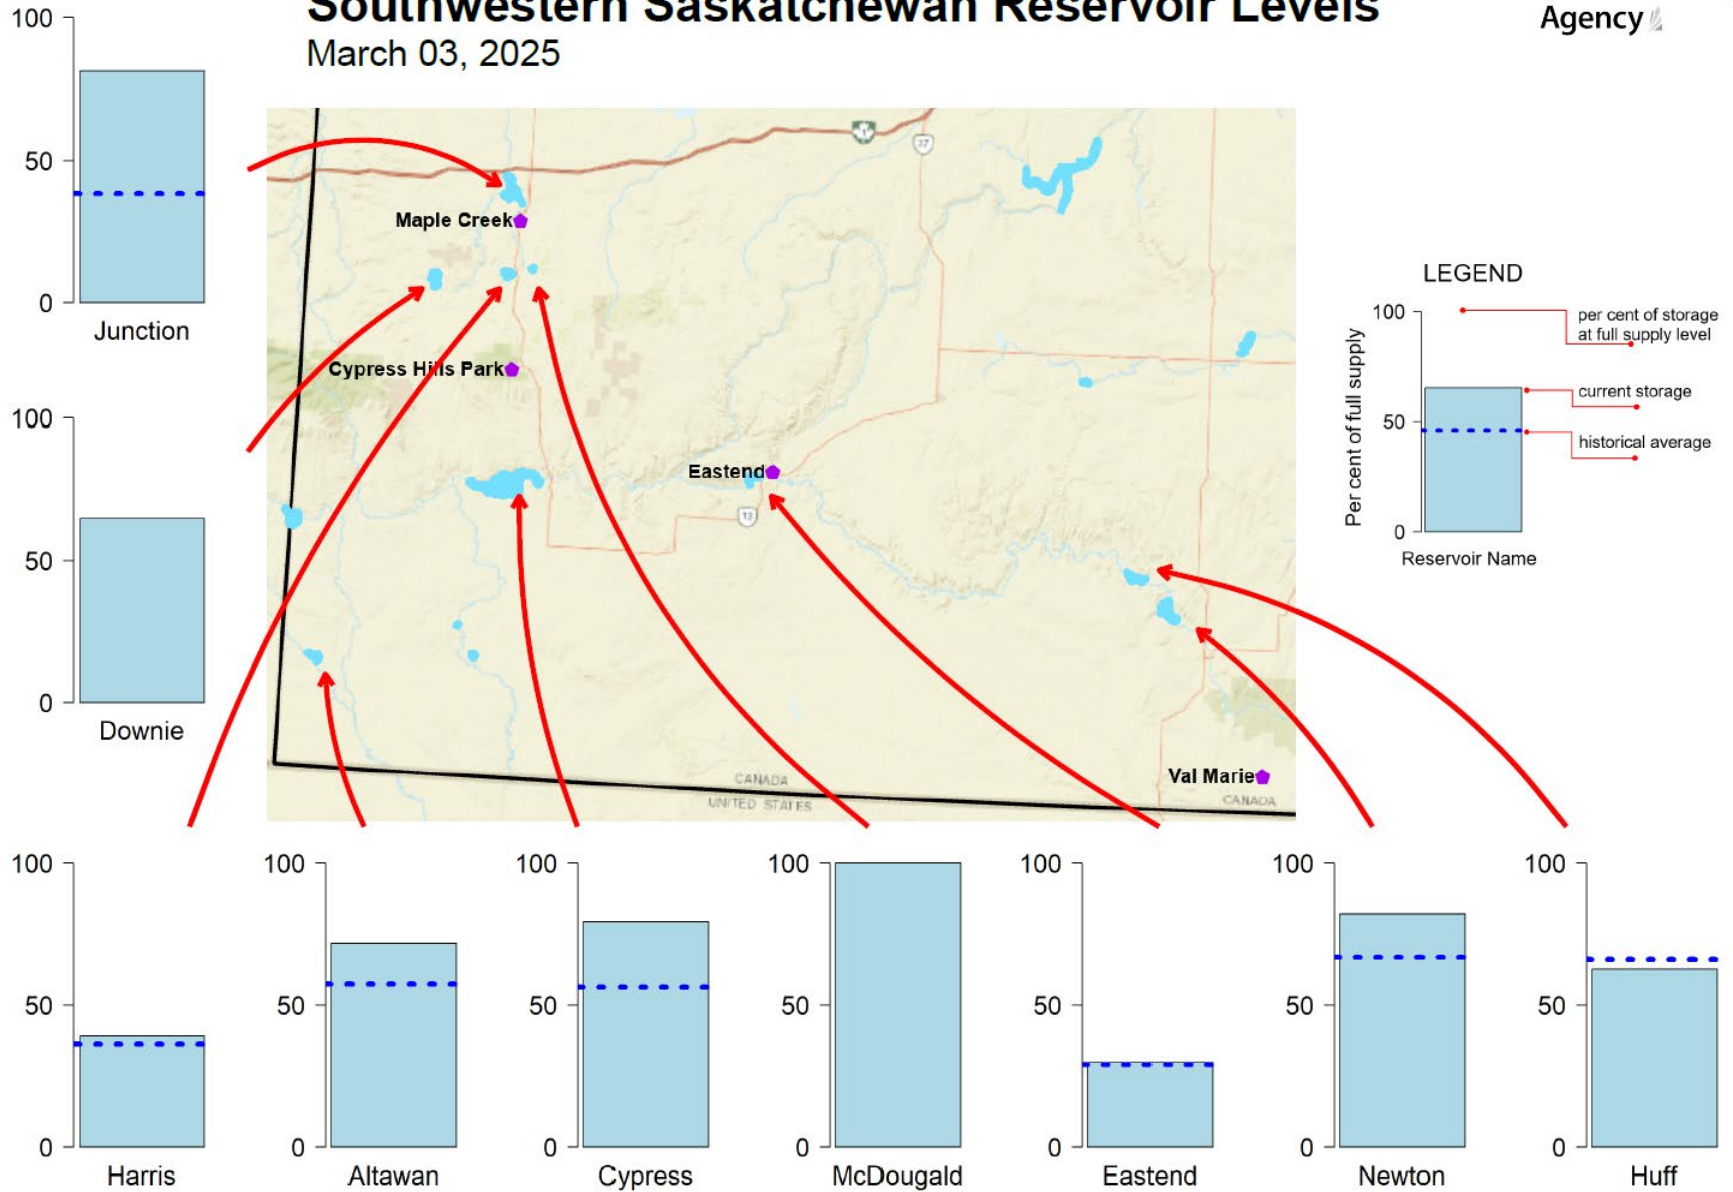 Southwestern Saskatchewan Reservoir Levels
March 03, 2025
Agency
100
50
0
Junction
100
50
0
Downie
1
37
Maple Creek
Cypress Hills Park
Eastend
13
Val Marie
CANADA
UNITED STATES
CANADA
LEGEND
Per cent of full supply
100
50
0
per cent of storage
at full supply level
current storage
historical average
Reservoir Name
100
50
0
Harris
100
50
0
Altawan
100
50
0
Cypress
100
50
0
McDougald
100
50
0
Eastend
100
50
0
Newton
100
50
0
Huff